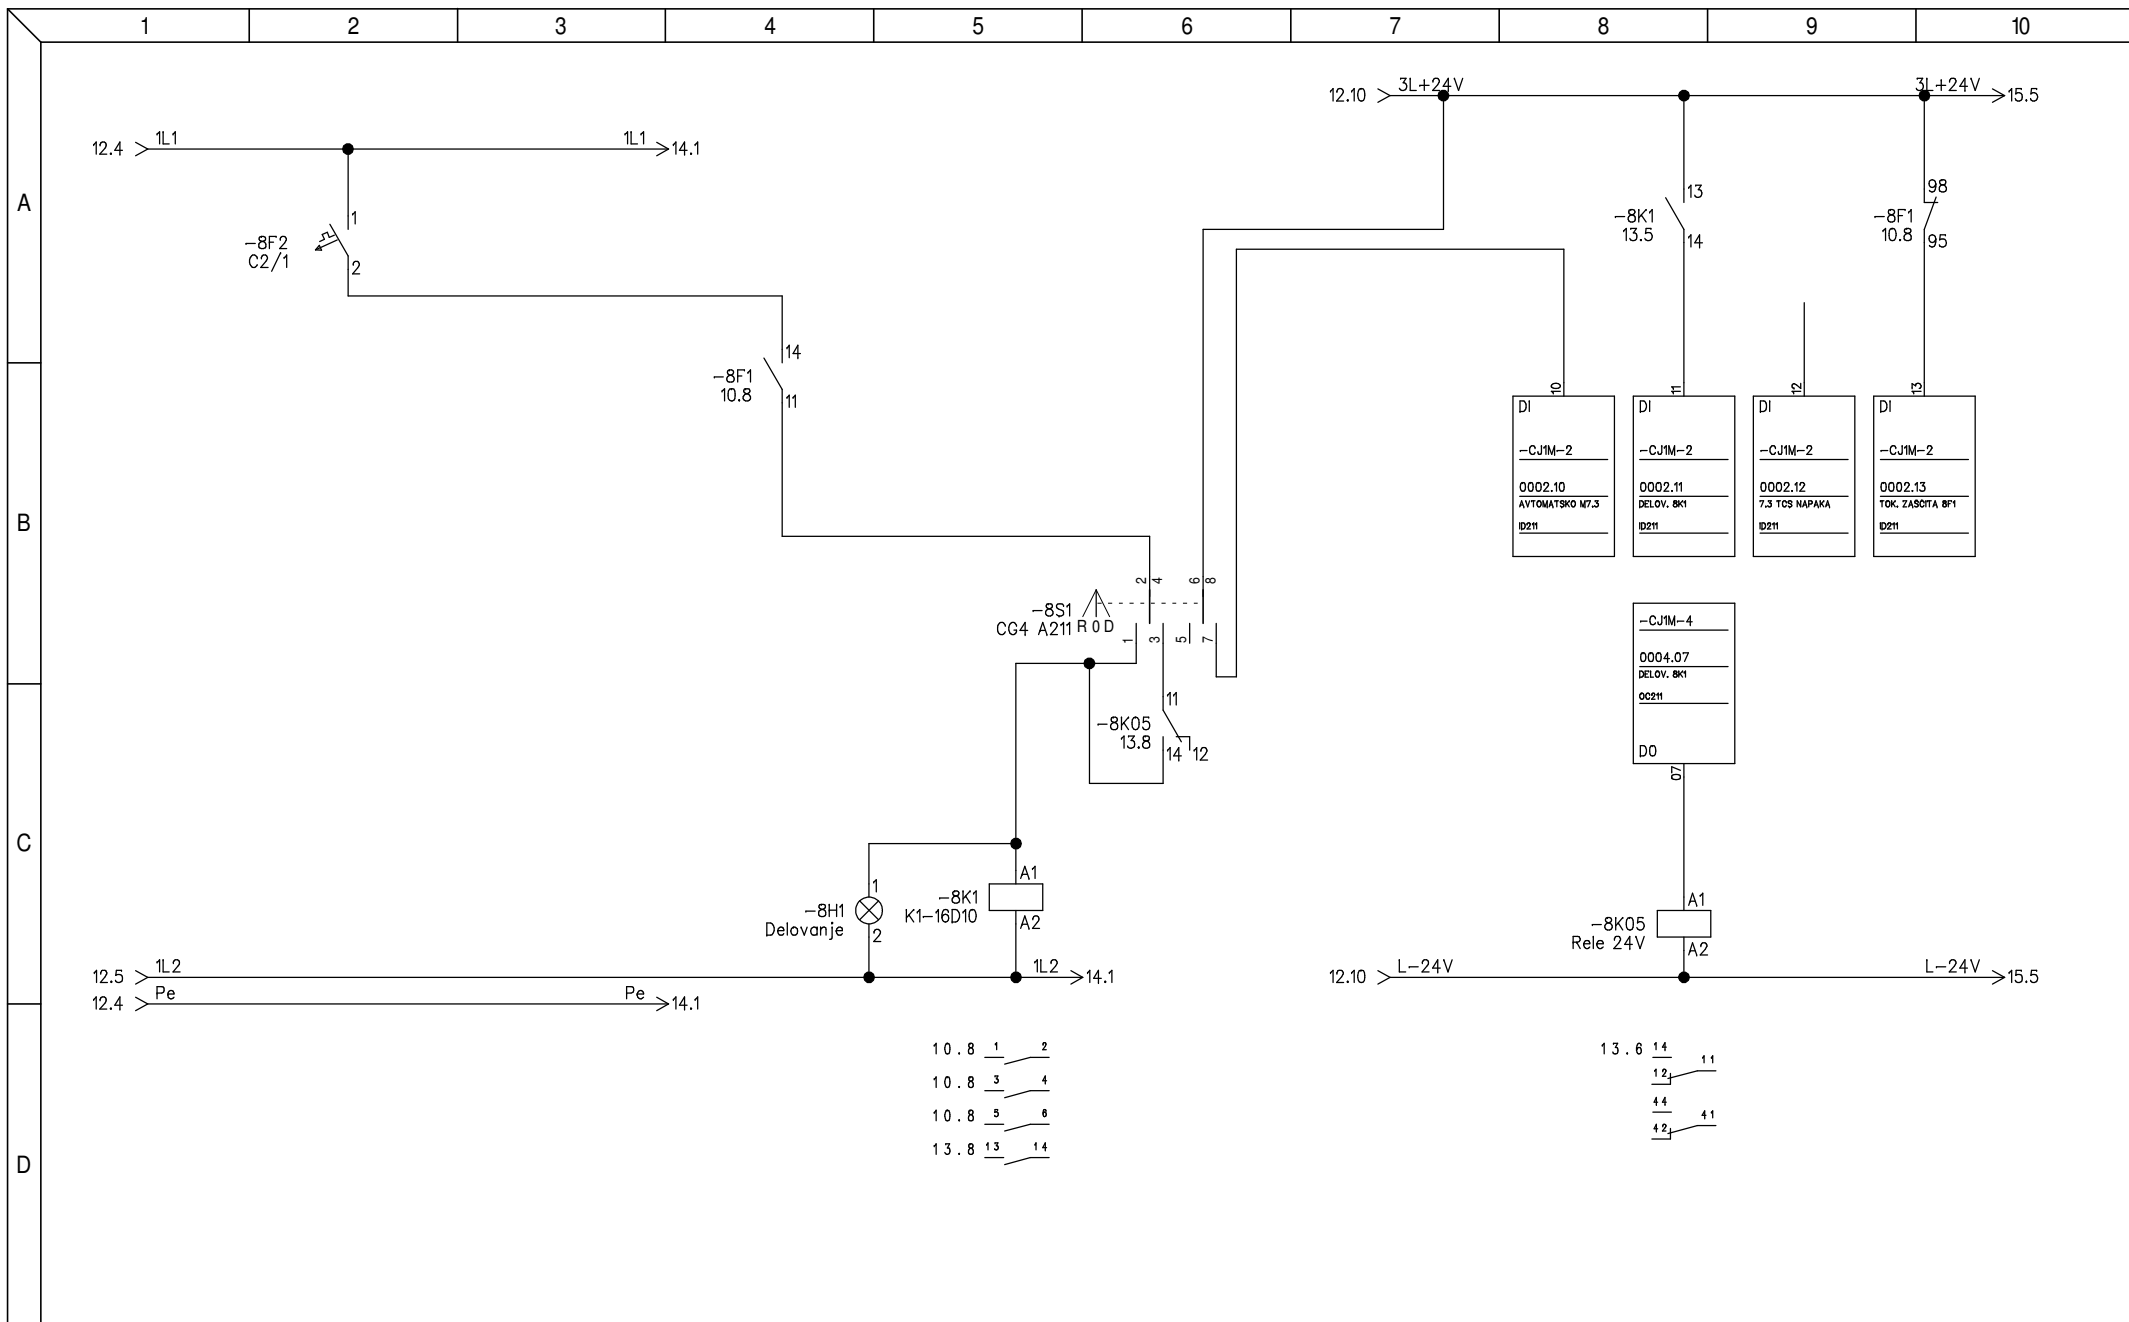 1 2 3 4 5 6 7 8 9 10
12.10 3L+24V 3L+24V 15.5
12.4 1L1 1L1 14.1
A
1
-8F2
C2/1
2
13
-8K1
13.5
14
98
-8F1
10.8
95
14
-8F1
10.8
11
10 11 12 13
DI DI DI DI
-CJ1M-2 -CJ1M-2 -CJ1M-2 -CJ1M-2
0002.10 0002.11 0002.12 0002.13
AVTOMATSKO M7.3 DELOV. 8K1 7.3 TCS NAPAKA TOK. ZAŠČITA 8F1
ID211 ID211 ID211 ID211
B
2 4 6 8
-8S1
CG4 A211 R 0 D
1 3 5 7
-CJ1M-4
0004.07
DELOV. 8K1
OC211
DO
07
11
-8K05
13.8
14 12
C
1
-8H1
Delovanje
2
A1
-8K1
K1-16D10
A2
A1
-8K05
Rele 24V
A2
12.5 1L2 1L2 14.1
12.10 L-24V L-24V 15.5
12.4 Pe Pe 14.1
10.8 1 2
10.8 3 4
10.8 5 6
13.8 13 14
13.6 14
11
12
44
41
42
D